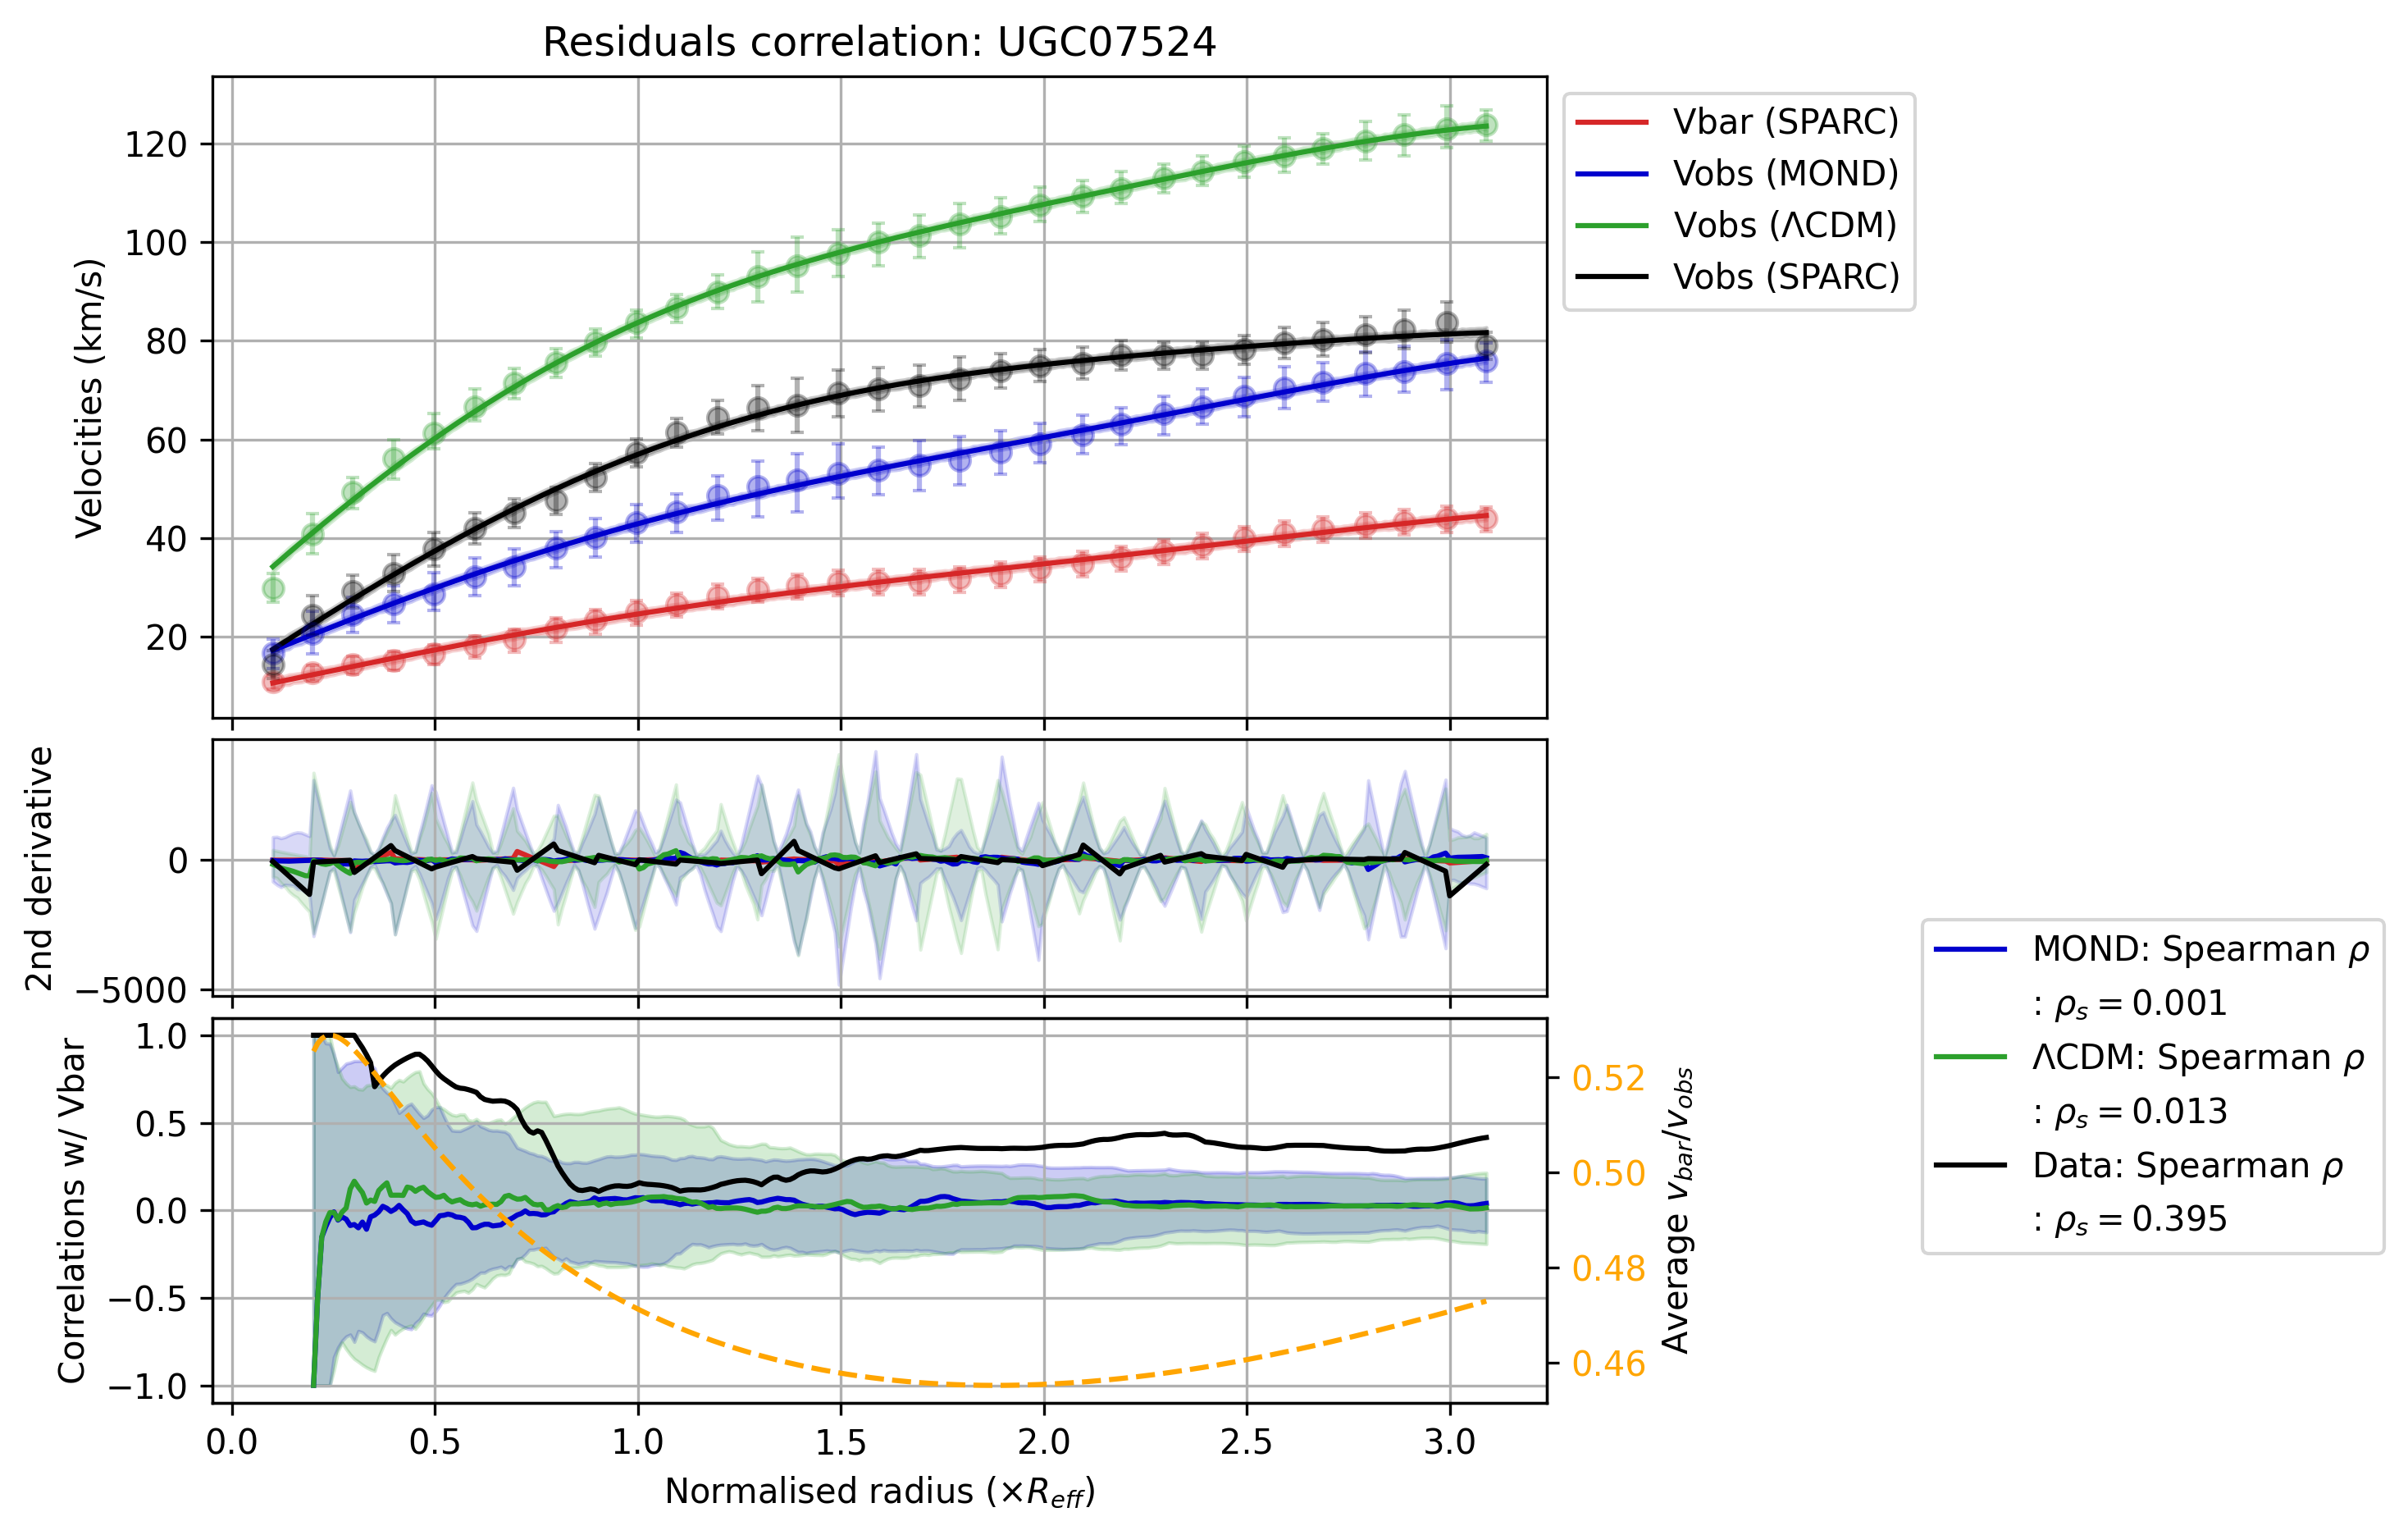 Residuals correlation: UGC07524
Velocities (km/s)
120
100
80
60
40
20
Vbar (SPARC)
Vobs (MOND)
Vobs (ΛCDM)
Vobs (SPARC)
2nd derivative
0
−5000
Correlations w/ Vbar
1.0
0.5
0.0
−0.5
−1.0
0.52
0.50
0.48
0.46
Average v_bar/v_obs
MOND: Spearman ρ
: ρ_s = 0.001
ΛCDM: Spearman ρ
: ρ_s = 0.013
Data: Spearman ρ
: ρ_s = 0.395
0.0 0.5 1.0 1.5 2.0 2.5 3.0
Normalised radius (×R_eff)